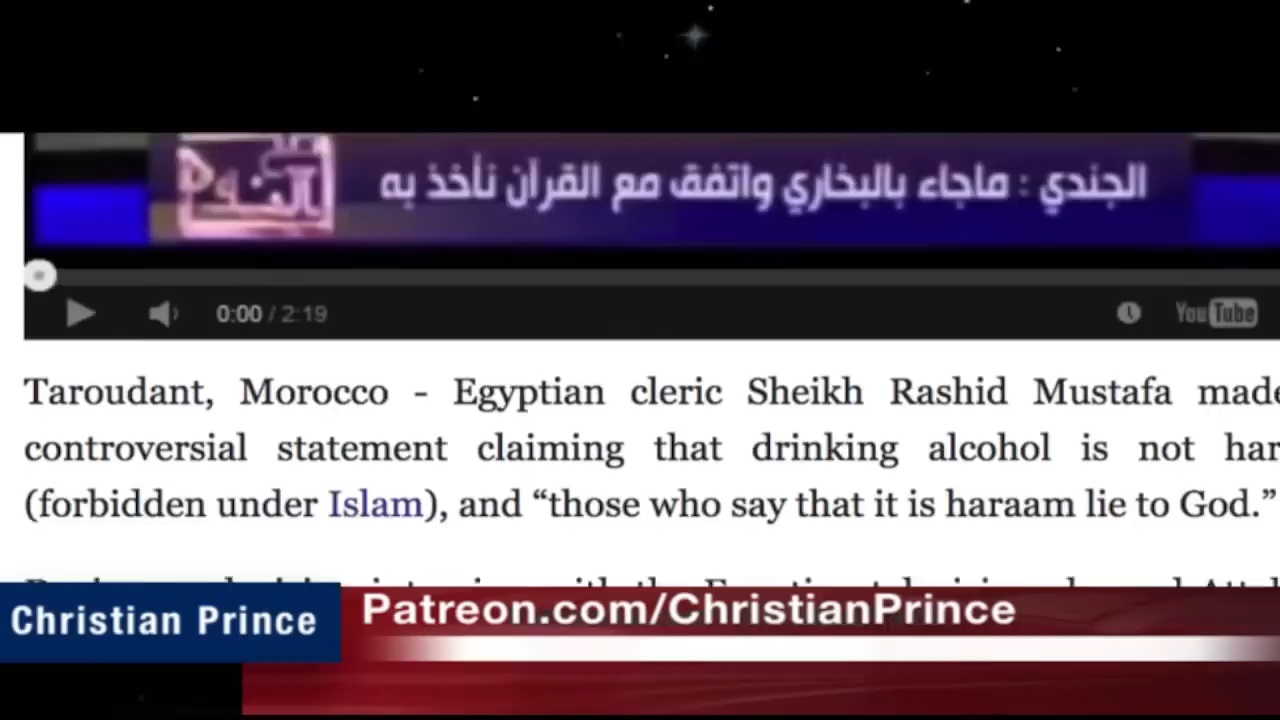 الجندي : ماجاء بالبخاري واتفق مع القرآن نأخذ به
0:00 / 2:19
YouTube
Taroudant, Morocco - Egyptian cleric Sheikh Rashid Mustafa made
controversial statement claiming that drinking alcohol is not har
(forbidden under Islam), and “those who say that it is haraam lie to God.”
Christian Prince
Patreon.com/ChristianPrince